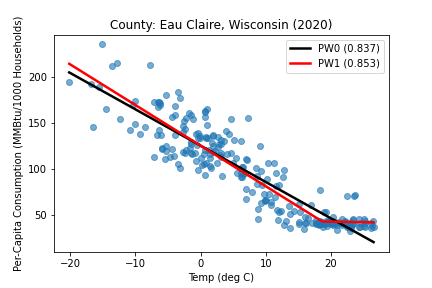 County: Eau Claire, Wisconsin (2020)
PW0 (0.837)
PW1 (0.853)
Per-Capita Consumption (MMBtu/1000 Households)
200
150
100
50
−20 −10 0 10 20
Temp (deg C)